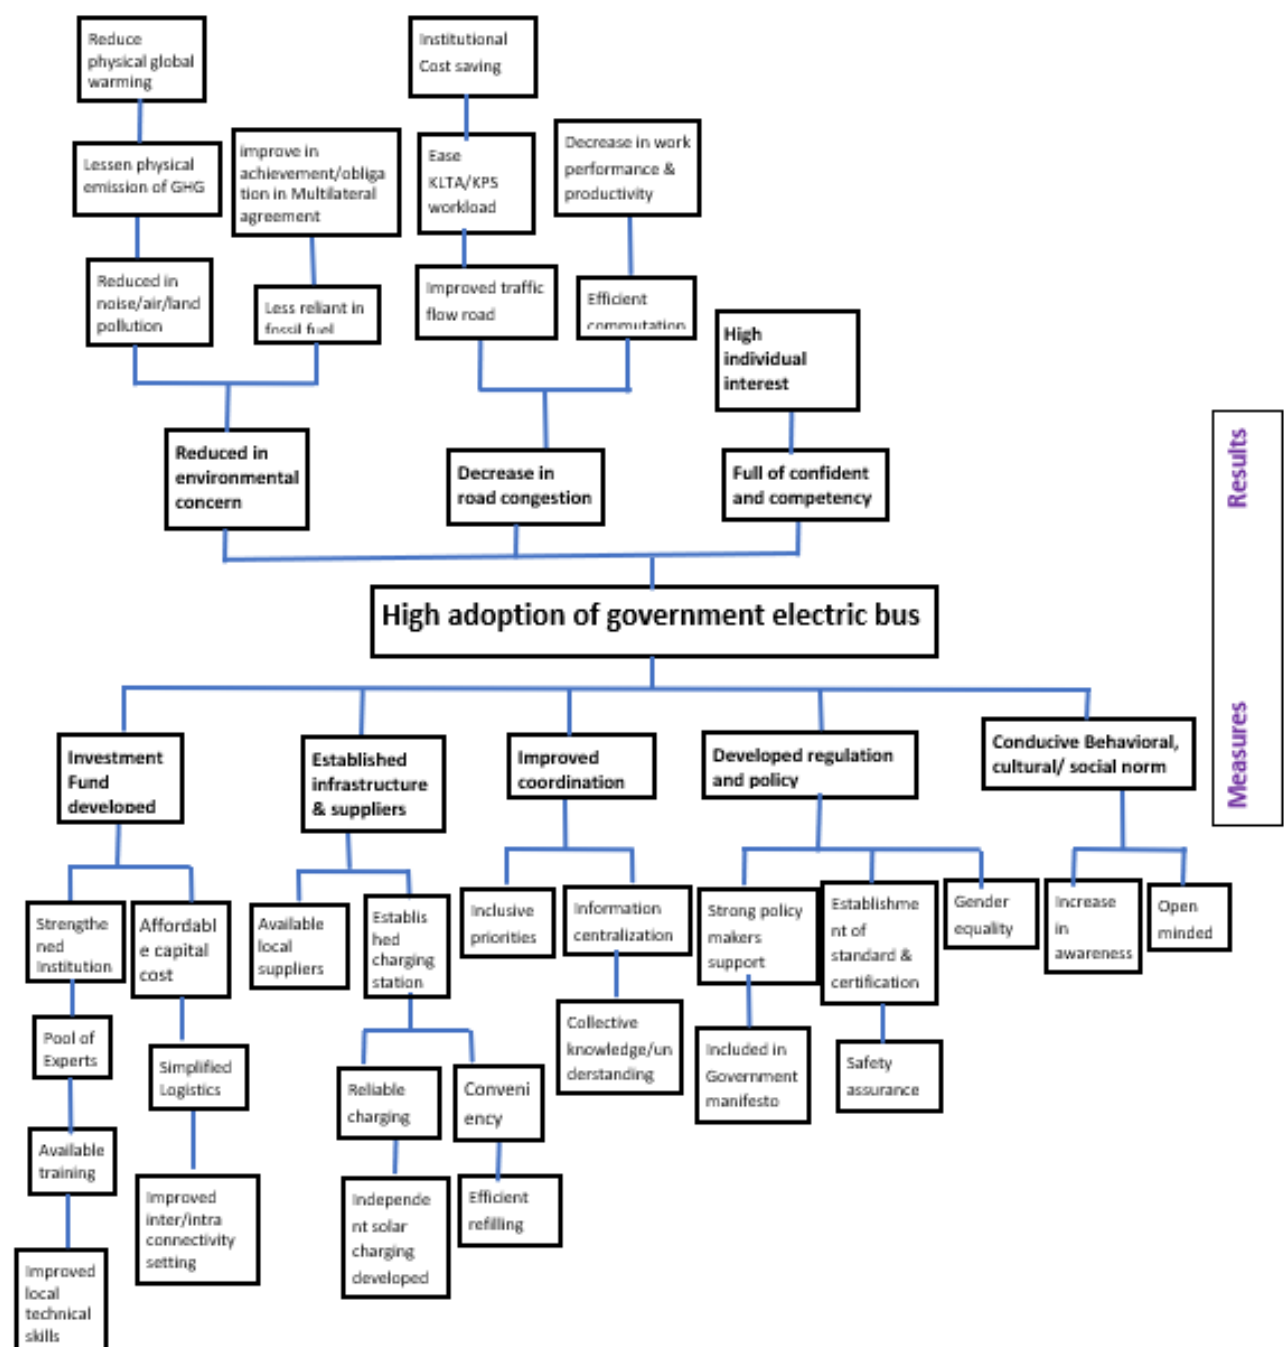 Reduce
physical global
warming
Institutional
Cost saving
Lessen physical
emission of GHG
improve in
achievement/obliga
tion in Multilateral
agreement
Ease
KLTA/KPS
workload
Decrease in work
performance &
productivity
Reduced in
noise/air/land
pollution
Less reliant in
fossil fuel
Improved traffic
flow road
Efficient
commutation
High
individual
interest
Reduced in
environmental
concern
Decrease in
road congestion
Full of confident
and competency
Results
High adoption of government electric bus
Measures
Investment
Fund
developed
Established
infrastructure
& suppliers
Improved
coordination
Developed regulation
and policy
Conducive Behavioral,
cultural/ social norm
Strengthe
ned
Institution
Affordabl
e capital
cost
Available
local
suppliers
Establis
hed
charging
station
Inclusive
priorities
Information
centralization
Strong policy
makers
support
Establishme
nt of
standard &
certification
Gender
equality
Increase
in
awareness
Open
minded
Pool of
Experts
Simplified
Logistics
Reliable
charging
Conveni
ency
Collective
knowledge/un
derstanding
Included in
Government
manifesto
Safety
assurance
Available
training
Improved
inter/intra
connectivity
setting
Independe
nt solar
charging
developed
Efficient
refilling
Improved
local
technical
skills